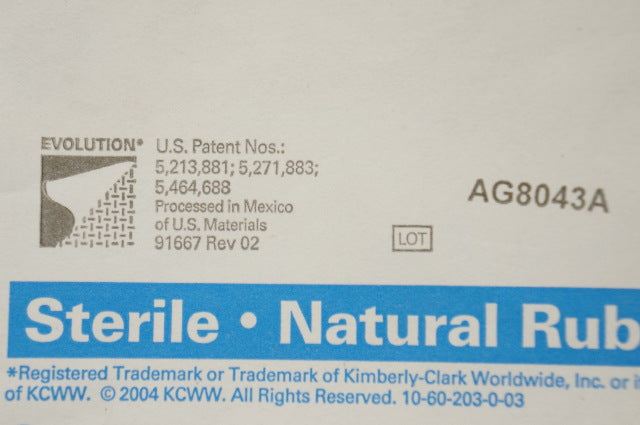 EVOLUTION*
U.S. Patent Nos.:
5,213,881; 5,271,883;
5,464,688
Processed in Mexico
of U.S. Materials
91667 Rev 02
LOT
AG8043A
Sterile • Natural Rub
*Registered Trademark or Trademark of Kimberly-Clark Worldwide, Inc. or i
of KCWW. © 2004 KCWW. All Rights Reserved. 10-60-203-0-03